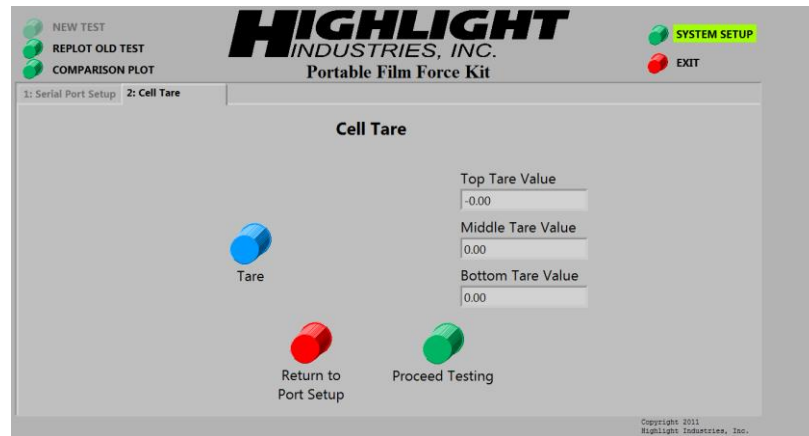 NEW TEST
REPLOT OLD TEST
COMPARISON PLOT
HIGHLIGHT
INDUSTRIES, INC.
Portable Film Force Kit
SYSTEM SETUP
EXIT
1: Serial Port Setup
2: Cell Tare
Cell Tare
Top Tare Value
-0.00
Middle Tare Value
0.00
Bottom Tare Value
0.00
Tare
Return to
Port Setup
Proceed Testing
Copyright 2011
Highlight Industries, Inc.